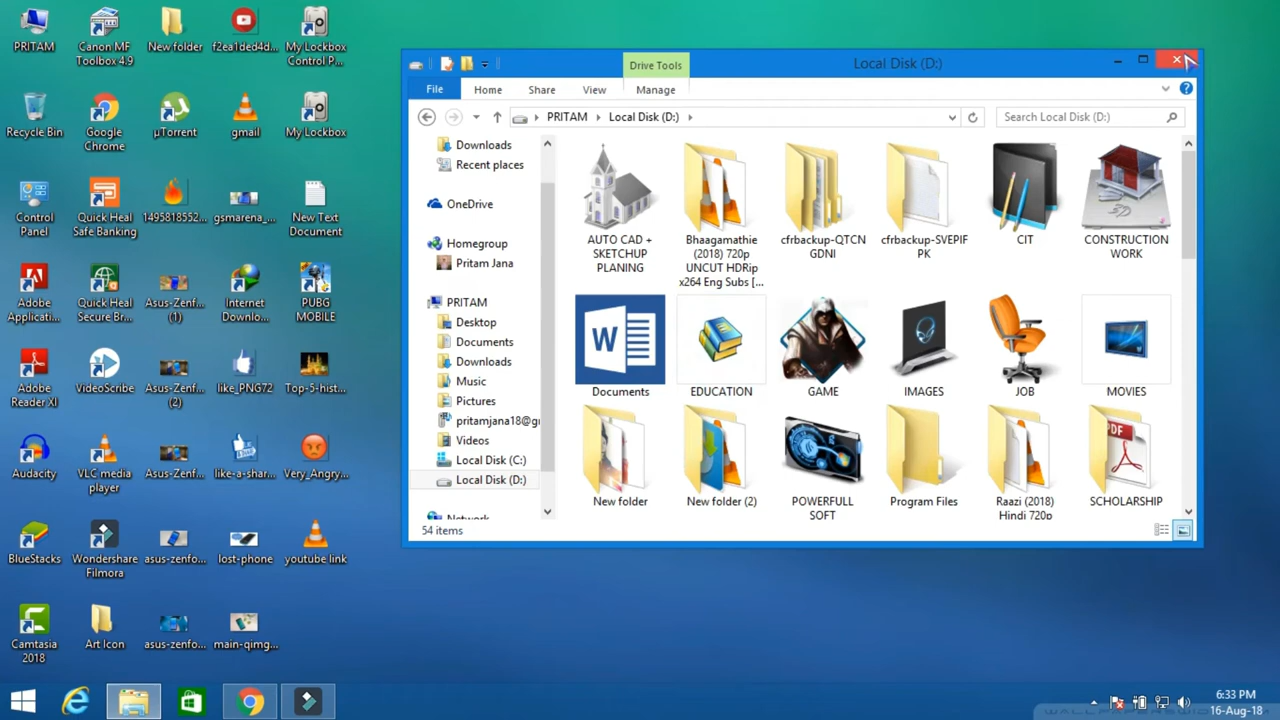 PRITAM
Canon MF
Toolbox 4.9
New folder
f2ea1ded4d...
My Lockbox
Control P...
Recycle Bin
Google
Chrome
µTorrent
gmail
My Lockbox
Control
Panel
Quick Heal
Safe Banking
1495818552...
gsmarena_...
New Text
Document
Adobe
Applicati...
Quick Heal
Secure Br...
Asus-Zenf...
(1)
Internet
Downlo...
PUBG
MOBILE
Adobe
Reader XI
VideoScribe
Asus-Zenf...
(2)
like_PNG72
Top-5-hist...
Audacity
VLC media
player
Asus-Zenf...
like-a-shar...
Very_Angry...
BlueStacks
Wondershare
Filmora
asus-zenfo...
lost-phone
youtube link
Camtasia
2018
Art Icon
asus-zenfo...
main-qimg...
Drive Tools
Local Disk (D:)
File
Home
Share
View
Manage
PRITAM
Local Disk (D:)
Search Local Disk (D:)
Downloads
Recent places
OneDrive
Homegroup
Pritam Jana
PRITAM
Desktop
Documents
Downloads
Music
Pictures
pritamjana18@gr
Videos
Local Disk (C:)
Local Disk (D:)
Network
AUTO CAD +
SKETCHUP
PLANING
Bhaagamathie
(2018) 720p
UNCUT HDRip
x264 Eng Subs [...
cfrbackup-QTCN
GDNI
cfrbackup-SVEPIF
PK
CIT
CONSTRUCTION
WORK
Documents
EDUCATION
GAME
IMAGES
JOB
MOVIES
New folder
New folder (2)
POWERFULL
SOFT
Program Files
Raazi (2018)
Hindi 720p
PDF
SCHOLARSHIP
54 items
6:33 PM
16-Aug-18